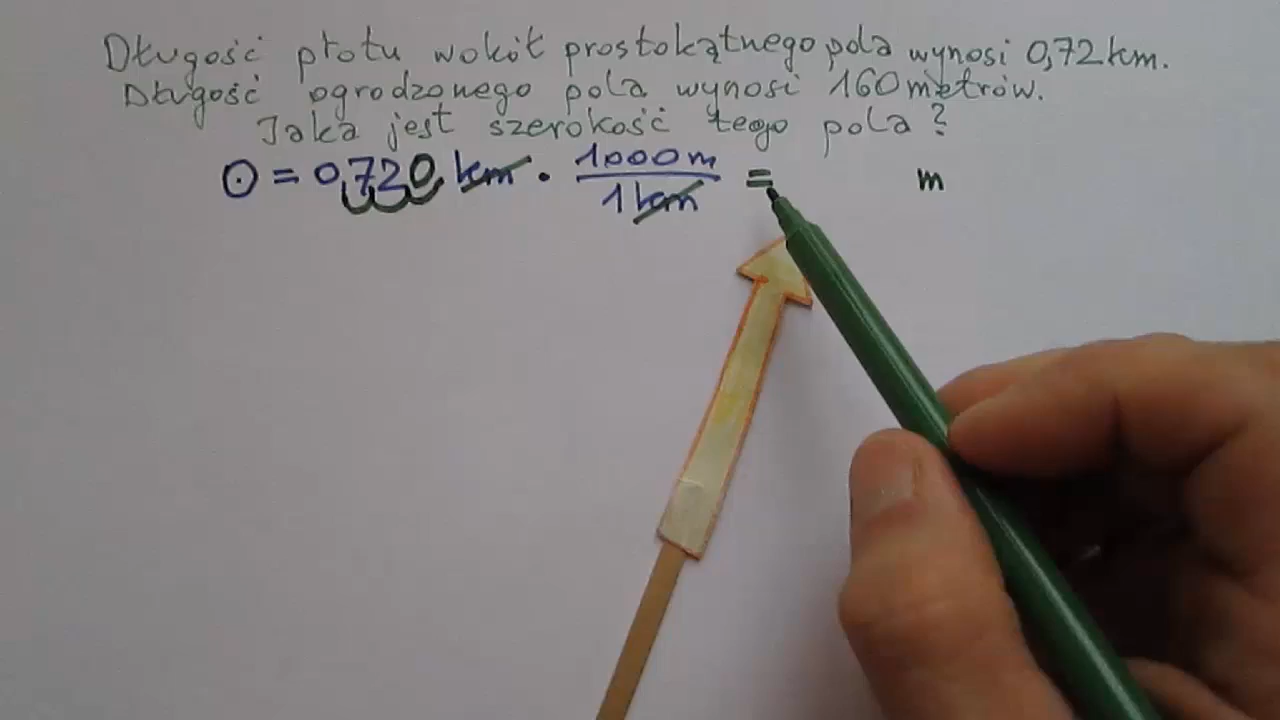 Długość płotu wokół prostokątnego pola wynosi 0,72 km.
Długość ogrodzonego pola wynosi 160 metrów.
Jaka jest szerokość tego pola?
O = 0,720 km · 1000m / 1 km = m